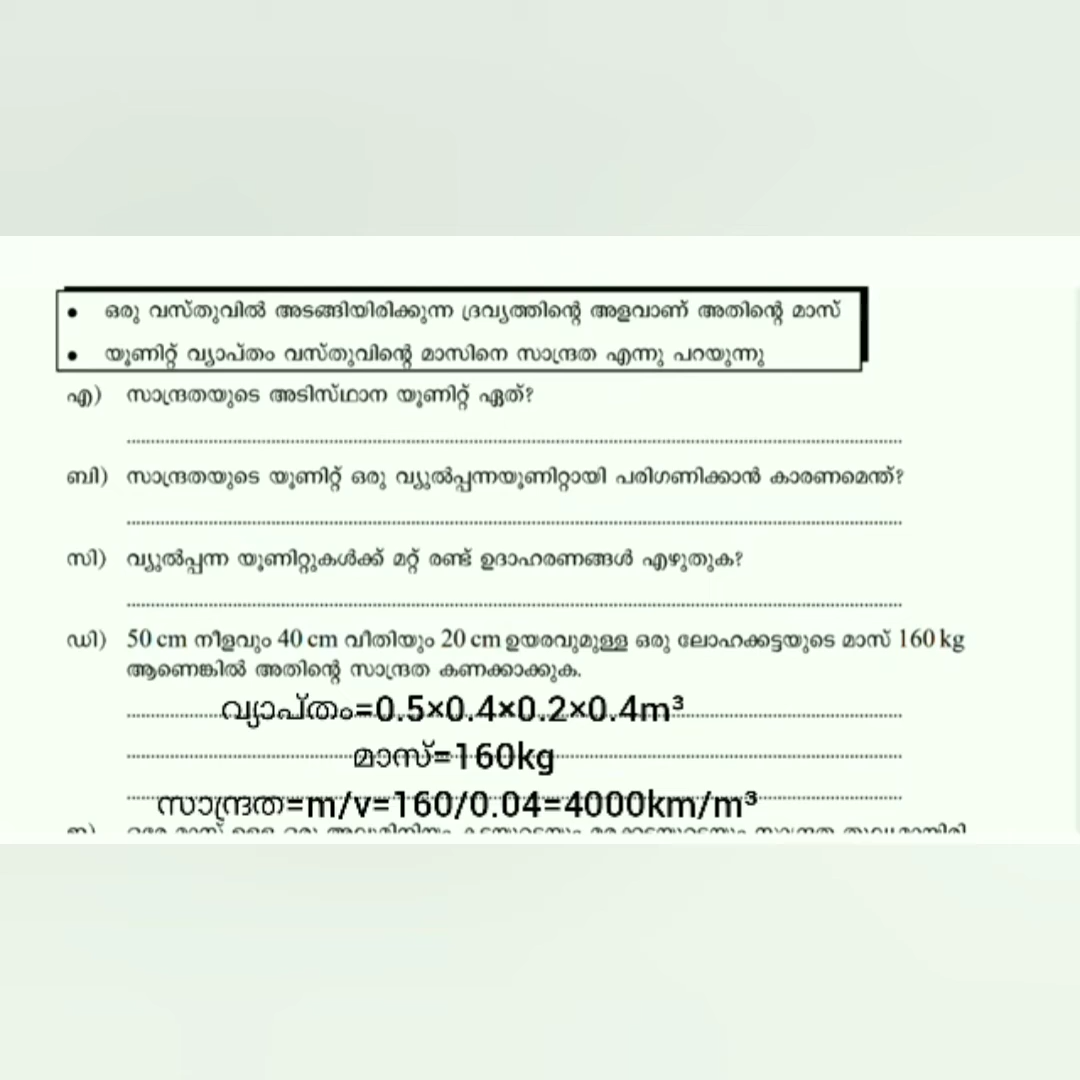 • ഒരു വസ്തുവിൽ അടങ്ങിയിരിക്കുന്ന ദ്രവ്യത്തിന്റെ അളവാണ് അതിന്റെ മാസ്
• യൂണിറ്റ് വ്യാപ്തം വസ്തുവിന്റെ മാസിനെ സാന്ദ്രത എന്നു പറയുന്നു
എ) സാന്ദ്രതയുടെ അടിസ്ഥാന യൂണിറ്റ് ഏത്?
ബി) സാന്ദ്രതയുടെ യൂണിറ്റ് ഒരു വ്യുൽപ്പന്നയൂണിറ്റായി പരിഗണിക്കാൻ കാരണമെന്ത്?
സി) വ്യുൽപ്പന്ന യൂണിറ്റുകൾക്ക് മറ്റ് രണ്ട് ഉദാഹരണങ്ങൾ എഴുതുക?
ഡി) 50 cm നീളവും 40 cm വീതിയും 20 cm ഉയരവുമുള്ള ഒരു ലോഹക്കട്ടയുടെ മാസ് 160 kg
ആണെങ്കിൽ അതിന്റെ സാന്ദ്രത കണക്കാക്കുക.
വ്യാപ്തം=0.5×0.4×0.2×0.4m³
മാസ്=160kg
സാന്ദ്രത=m/v=160/0.04=4000km/m³